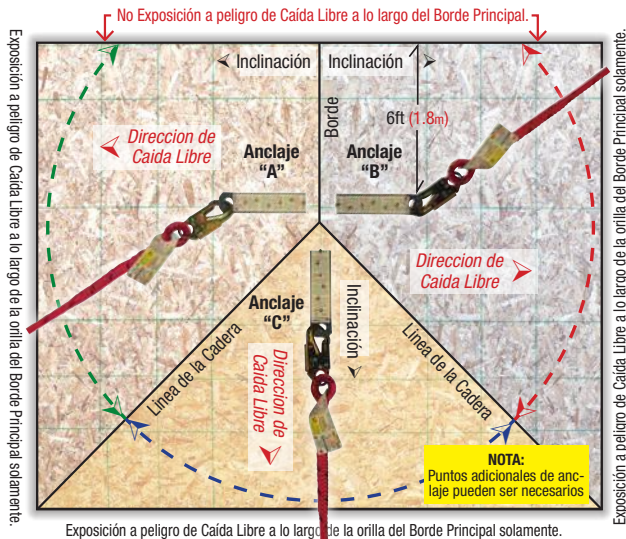 No Exposición a peligro de Caída Libre a lo largo del Borde Principal.
Exposición a peligro de Caída Libre a lo largo de la orilla del Borde Principal solamente.
Inclinación
Inclinación
Borde
6ft (1.8m)
Direccion de
Caida Libre
Anclaje
“A”
Anclaje
“B”
Direccion de
Caida Libre
Anclaje
“C”
Inclinación
Direccion de
Caida Libre
Linea de la Cadera
Linea de la Cadera
NOTA:
Puntos adicionales de anc-
laje pueden ser necesarios
Exposición a peligro de Caída Libre a lo largo de la orilla del Borde Principal solamente.
Exposición a peligro de Caída Libre a lo largo de la orilla del Borde Principal solamente.